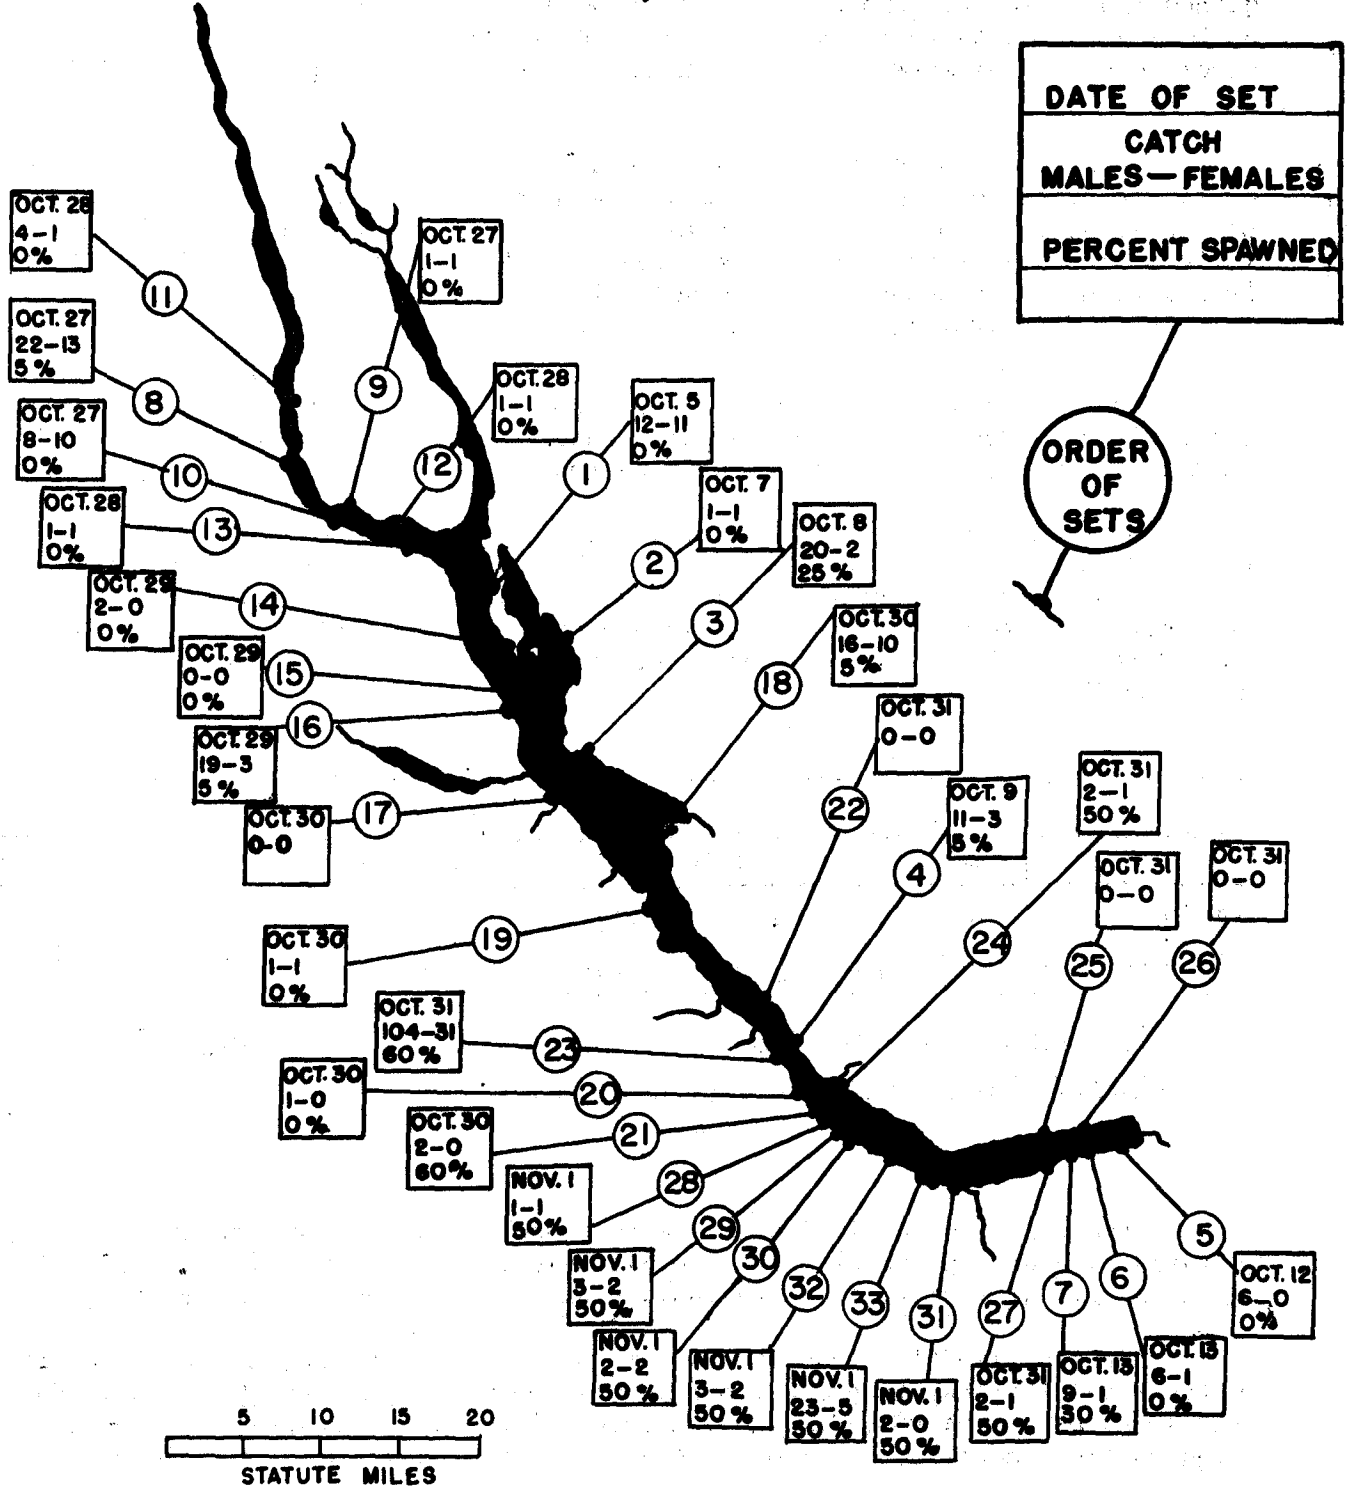 DATE OF SET
CATCH
MALES—FEMALES
PERCENT SPAWNED
ORDER
OF
SETS
OCT. 28
4-1
0%
11
OCT. 27
1-1
0%
9
OCT. 27
22-13
5%
8
OCT. 28
1-1
0%
12
OCT. 5
12-11
0%
1
OCT. 27
8-10
0%
10
OCT. 7
1-1
0%
2
OCT. 28
1-1
0%
13
OCT. 8
20-2
25%
3
OCT. 29
2-0
0%
14
OCT. 30
16-10
5%
18
OCT. 29
0-0
0%
15
OCT. 29
19-3
5%
16
OCT. 31
0-0
22
OCT. 30
0-0
17
OCT. 9
11-3
5%
4
OCT. 31
2-1
50%
24
OCT. 31
0-0
25
OCT. 31
0-0
26
OCT. 30
1-1
0%
19
OCT. 31
104-31
60%
23
OCT. 30
1-0
0%
20
OCT. 30
2-0
60%
21
NOV. 1
1-1
50%
28
NOV. 1
3-2
50%
29
NOV. 1
2-2
50%
30
NOV. 1
3-2
50%
32
NOV. 1
23-5
50%
33
NOV. 1
2-0
50%
31
OCT. 31
2-1
50%
27
OCT. 13
9-1
30%
7
OCT. 13
6-1
0%
6
OCT. 12
6-0
0%
5
5 10 15 20
STATUTE MILES